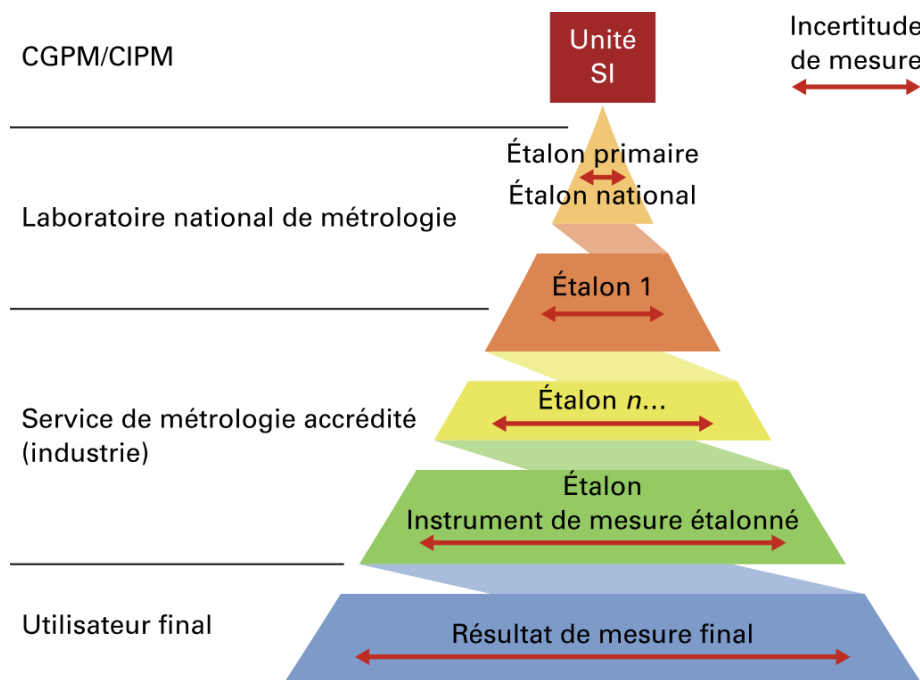 CGPM/CIPM
Unité
SI
Incertitude
de mesure
Étalon primaire
Étalon national
Laboratoire national de métrologie
Étalon 1
Étalon n...
Service de métrologie accrédité
(industrie)
Étalon
Instrument de mesure étalonné
Utilisateur final
Résultat de mesure final